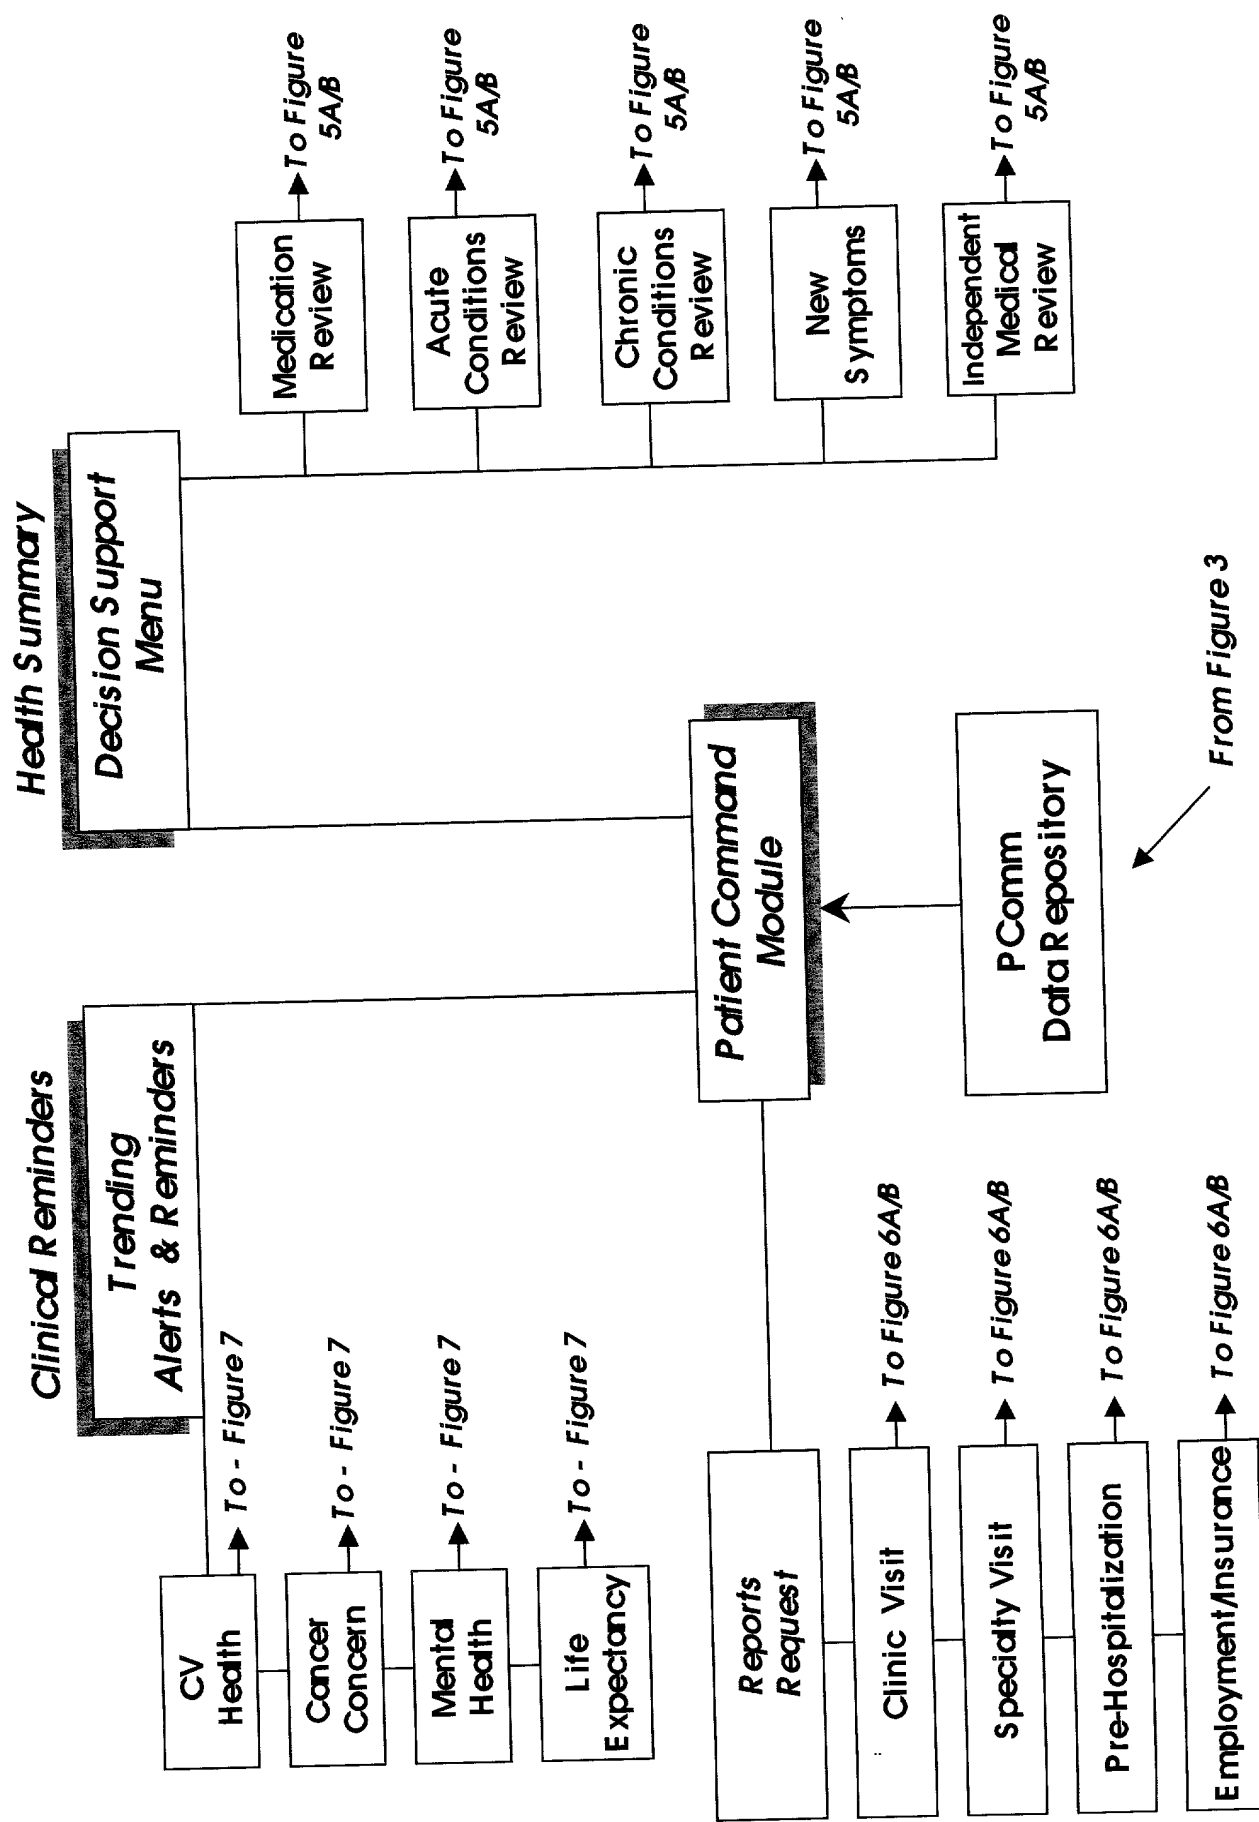 Clinical Reminders
Trending
Alerts & Reminders
CV
Health
To - Figure 7
Cancer
Concern
To - Figure 7
Mental
Health
To - Figure 7
Life
Expectancy
To - Figure 7
Health Summary
Decision Support
Menu
Medication
Review
To Figure
5A/B
Acute
Conditions
Review
To Figure
5A/B
Chronic
Conditions
Review
To Figure
5A/B
New
Symptoms
To Figure
5A/B
Independent
Medical
Review
To Figure
5A/B
Patient Command
Module
PComm
Data Repository
From Figure 3
Reports
Request
Clinic Visit
To Figure 6A/B
Specialty Visit
To Figure 6A/B
Pre-Hospitalization
To Figure 6A/B
Employment/Insurance
To Figure 6A/B